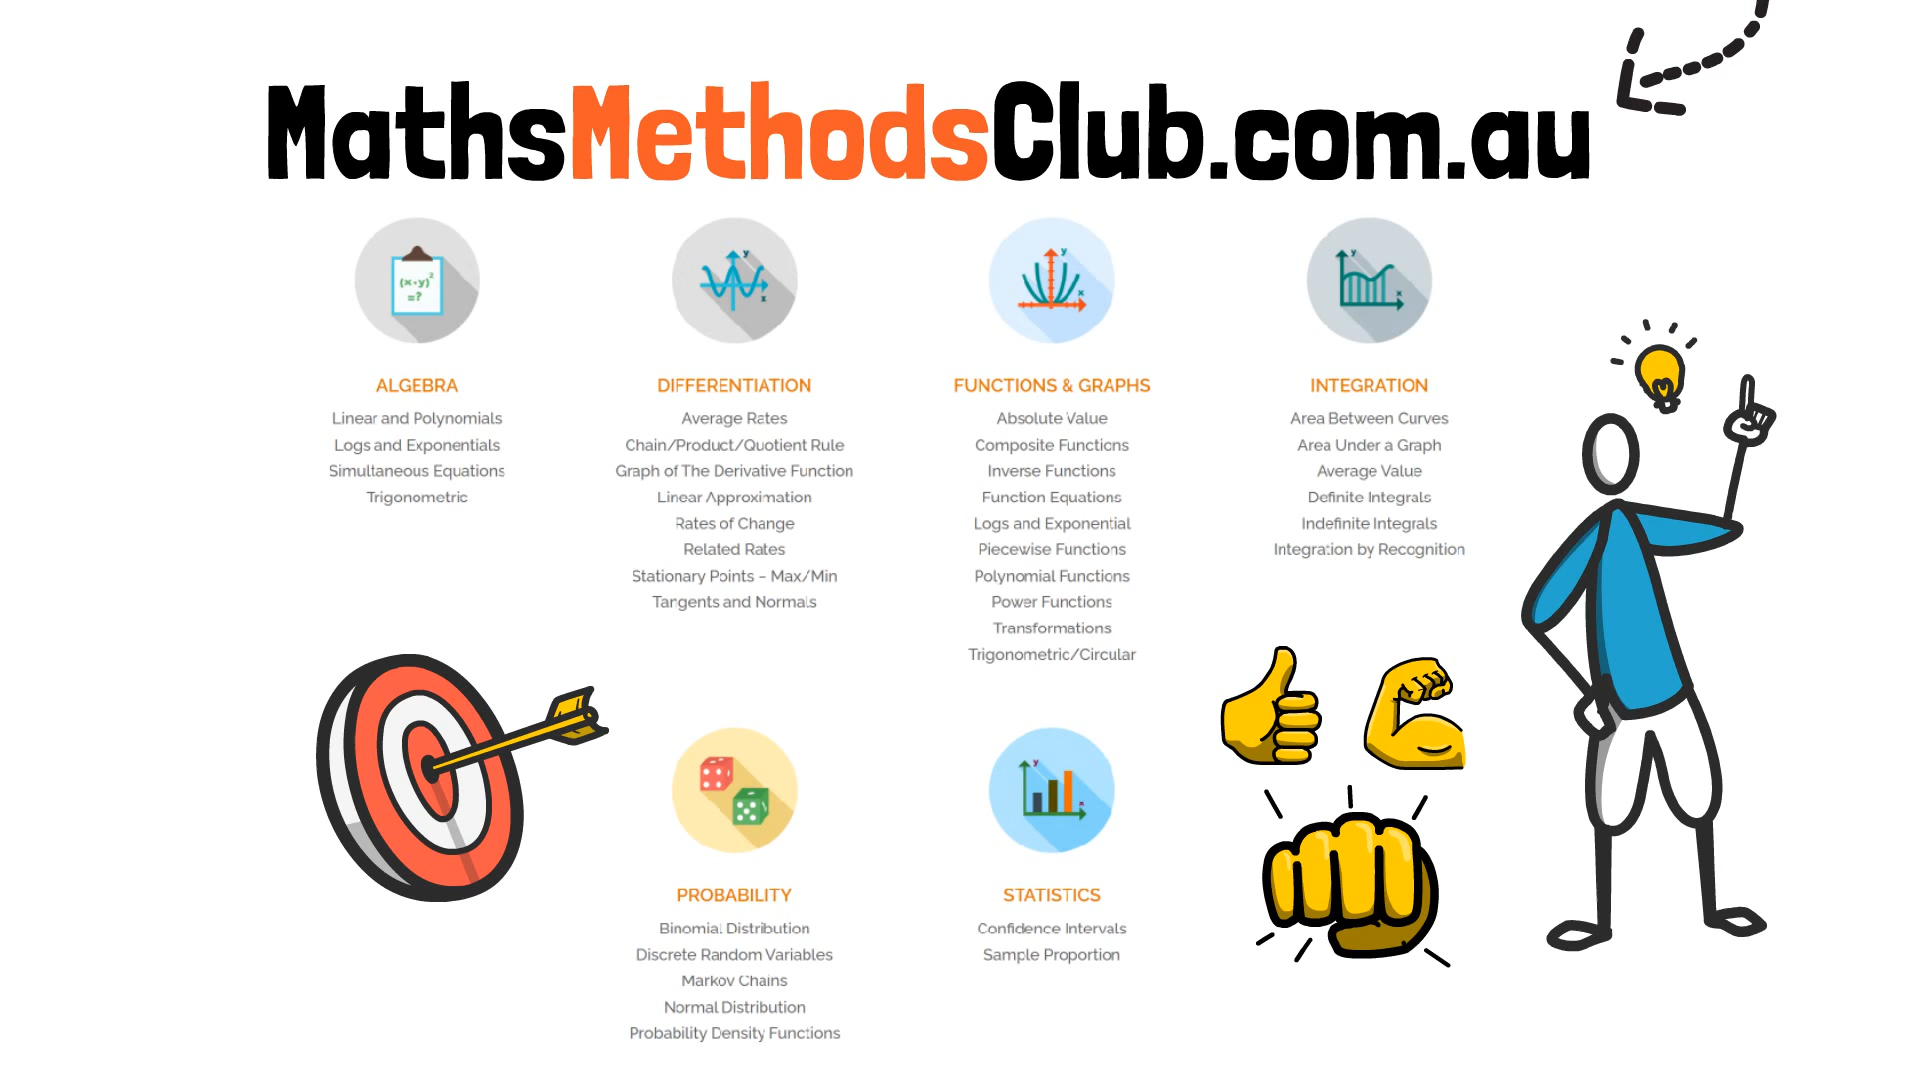 MathsMethodsClub.com.au
(x+y)²
=?
y
x
y
x
y
x
ALGEBRA
Linear and Polynomials
Logs and Exponentials
Simultaneous Equations
Trigonometric
DIFFERENTIATION
Average Rates
Chain/Product/Quotient Rule
Graph of The Derivative Function
Linear Approximation
Rates of Change
Related Rates
Stationary Points – Max/Min
Tangents and Normals
FUNCTIONS & GRAPHS
Absolute Value
Composite Functions
Inverse Functions
Function Equations
Logs and Exponential
Piecewise Functions
Polynomial Functions
Power Functions
Transformations
Trigonometric/Circular
INTEGRATION
Area Between Curves
Area Under a Graph
Average Value
Definite Integrals
Indefinite Integrals
Integration by Recognition
y
x
PROBABILITY
Binomial Distribution
Discrete Random Variables
Markov Chains
Normal Distribution
Probability Density Functions
STATISTICS
Confidence Intervals
Sample Proportion